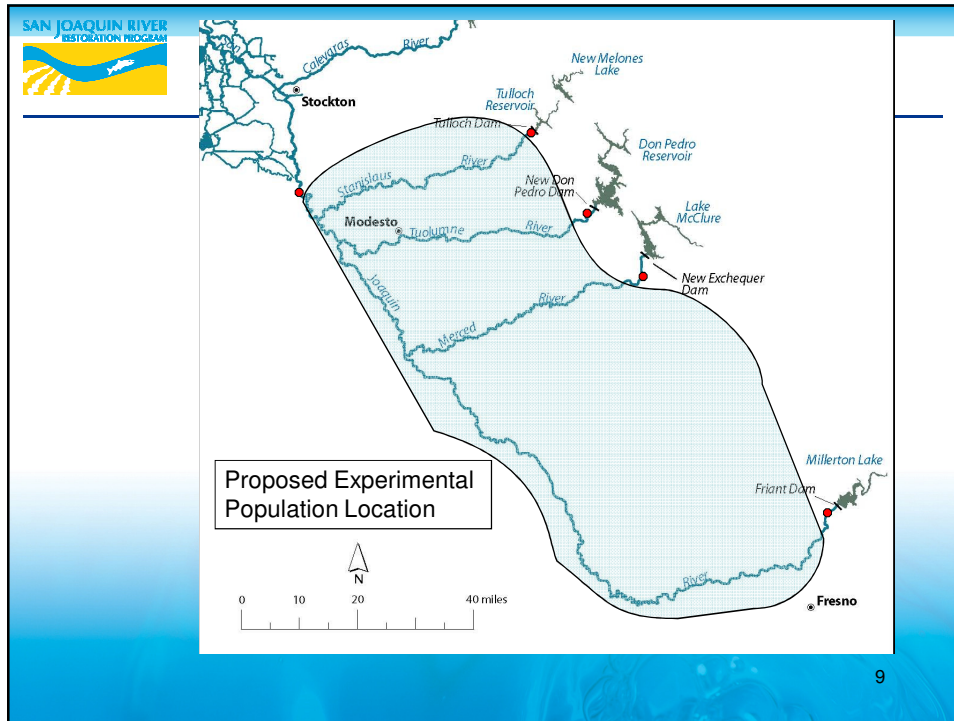 SAN JOAQUIN RIVER
RESTORATION PROGRAM
Calevaras River
Stockton
New Melones
Lake
Tulloch
Reservoir
Tulloch Dam
Don Pedro
Reservoir
Stanislaus River
New Don
Pedro Dam
Lake
McClure
Modesto
Tuolumne River
New Exchequer
Dam
Joaquin
Merced River
Millerton Lake
Friant Dam
Proposed Experimental
Population Location
N
0 10 20 40 miles
River
Fresno
9